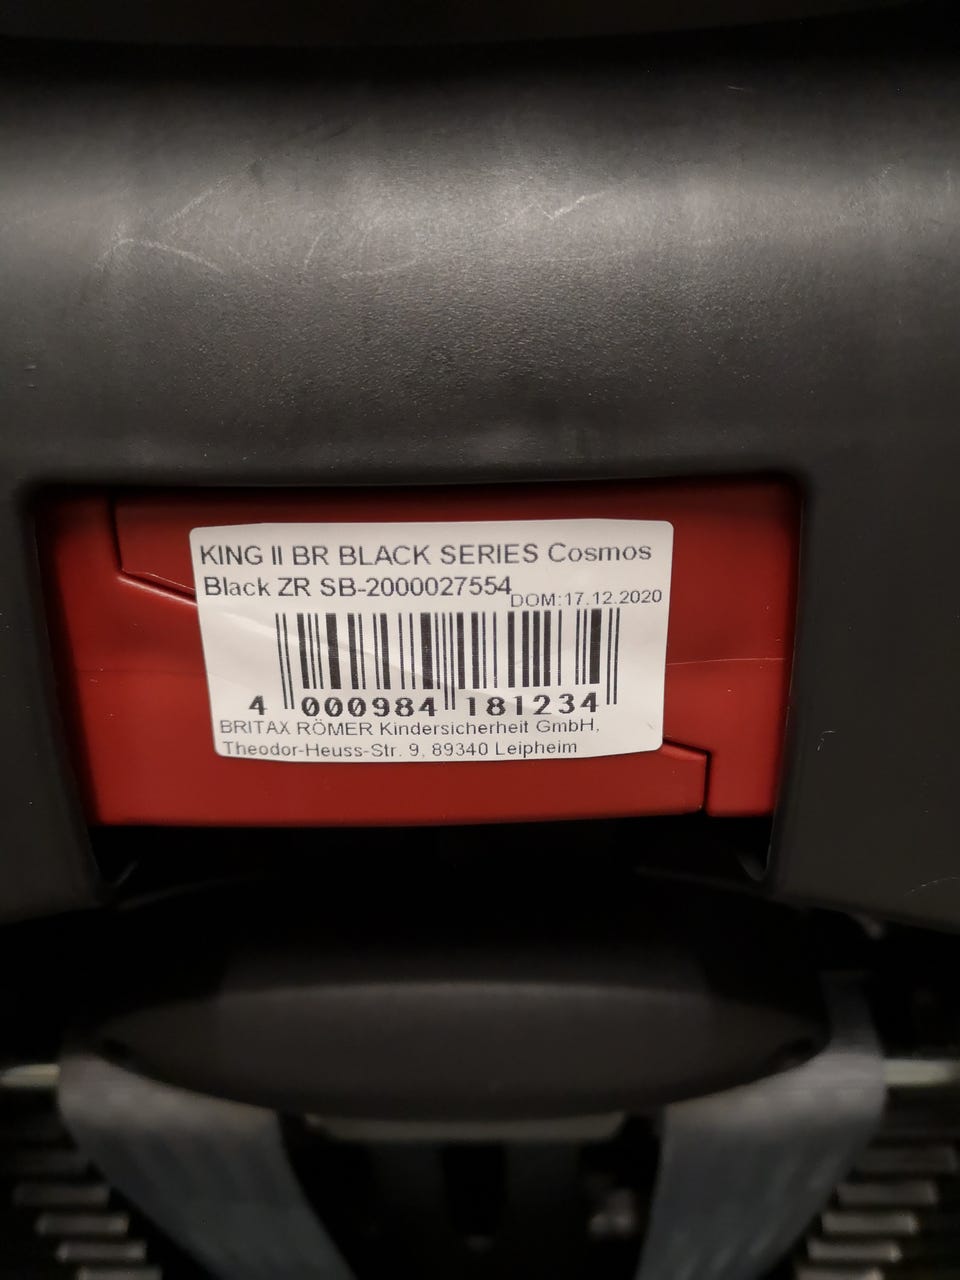 KING II BR BLACK SERIES Cosmos
Black ZR SB-2000027554
DOM:17.12.2020
4 000984 181234
BRITAX RÖMER Kindersicherheit GmbH,
Theodor-Heuss-Str. 9, 89340 Leipheim